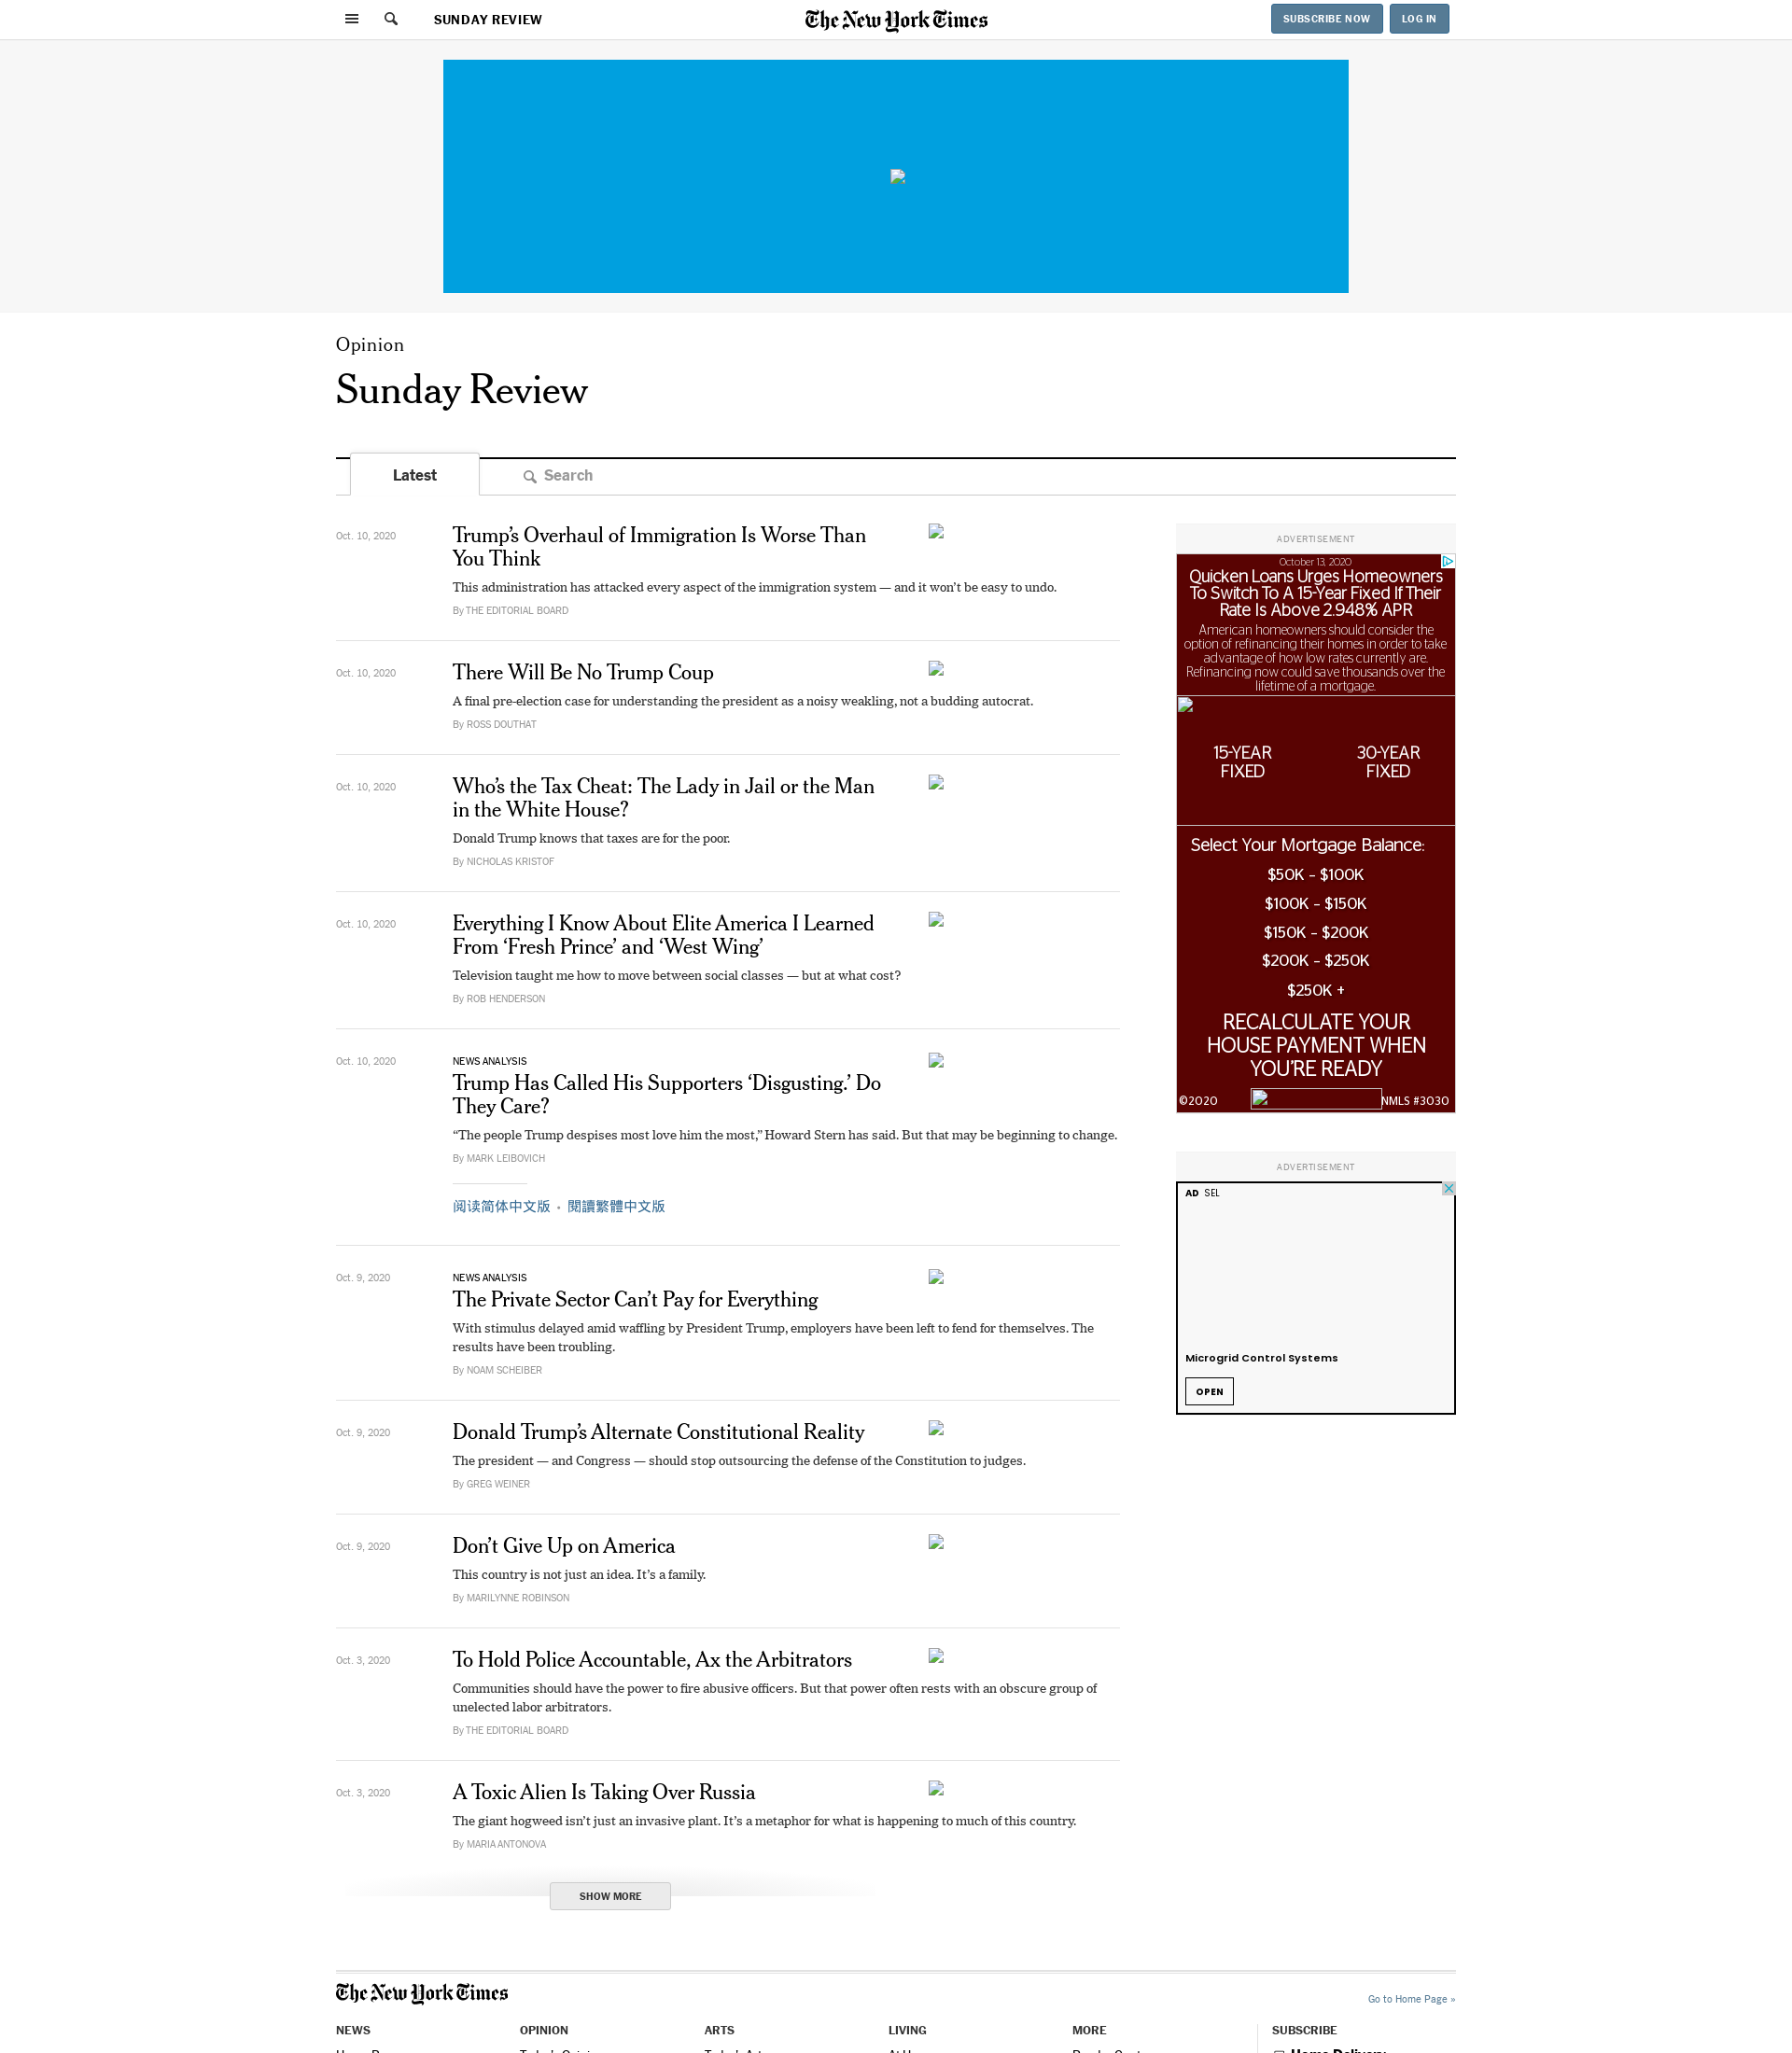 SUNDAY REVIEW
The New York Times
SUBSCRIBE NOW
LOG IN
Opinion
Sunday Review
Latest
Search
Oct. 10, 2020
Trump’s Overhaul of Immigration Is Worse Than
You Think
This administration has attacked every aspect of the immigration system — and it won’t be easy to undo.
By THE EDITORIAL BOARD
Oct. 10, 2020
There Will Be No Trump Coup
A final pre-election case for understanding the president as a noisy weakling, not a budding autocrat.
By ROSS DOUTHAT
Oct. 10, 2020
Who’s the Tax Cheat: The Lady in Jail or the Man
in the White House?
Donald Trump knows that taxes are for the poor.
By NICHOLAS KRISTOF
Oct. 10, 2020
Everything I Know About Elite America I Learned
From ‘Fresh Prince’ and ‘West Wing’
Television taught me how to move between social classes — but at what cost?
By ROB HENDERSON
Oct. 10, 2020
NEWS ANALYSIS
Trump Has Called His Supporters ‘Disgusting.’ Do
They Care?
“The people Trump despises most love him the most,” Howard Stern has said. But that may be beginning to change.
By MARK LEIBOVICH
阅读简体中文版 • 閱讀繁體中文版
Oct. 9, 2020
NEWS ANALYSIS
The Private Sector Can’t Pay for Everything
With stimulus delayed amid waffling by President Trump, employers have been left to fend for themselves. The
results have been troubling.
By NOAM SCHEIBER
Oct. 9, 2020
Donald Trump’s Alternate Constitutional Reality
The president — and Congress — should stop outsourcing the defense of the Constitution to judges.
By GREG WEINER
Oct. 9, 2020
Don’t Give Up on America
This country is not just an idea. It’s a family.
By MARILYNNE ROBINSON
Oct. 3, 2020
To Hold Police Accountable, Ax the Arbitrators
Communities should have the power to fire abusive officers. But that power often rests with an obscure group of
unelected labor arbitrators.
By THE EDITORIAL BOARD
Oct. 3, 2020
A Toxic Alien Is Taking Over Russia
The giant hogweed isn’t just an invasive plant. It’s a metaphor for what is happening to much of this country.
By MARIA ANTONOVA
SHOW MORE
ADVERTISEMENT
October 13, 2020
Quicken Loans Urges Homeowners
To Switch To A 15-Year Fixed If Their
Rate Is Above 2.948% APR
American homeowners should consider the
option of refinancing their homes in order to take
advantage of how low rates currently are.
Refinancing now could save thousands over the
lifetime of a mortgage.
15-YEAR
FIXED
30-YEAR
FIXED
Select Your Mortgage Balance:
$50K - $100K
$100K - $150K
$150K - $200K
$200K - $250K
$250K +
RECALCULATE YOUR
HOUSE PAYMENT WHEN
YOU’RE READY
©2020
NMLS #3030
ADVERTISEMENT
AD SEL
Microgrid Control Systems
OPEN
The New York Times
Go to Home Page »
NEWS
OPINION
ARTS
LIVING
MORE
SUBSCRIBE